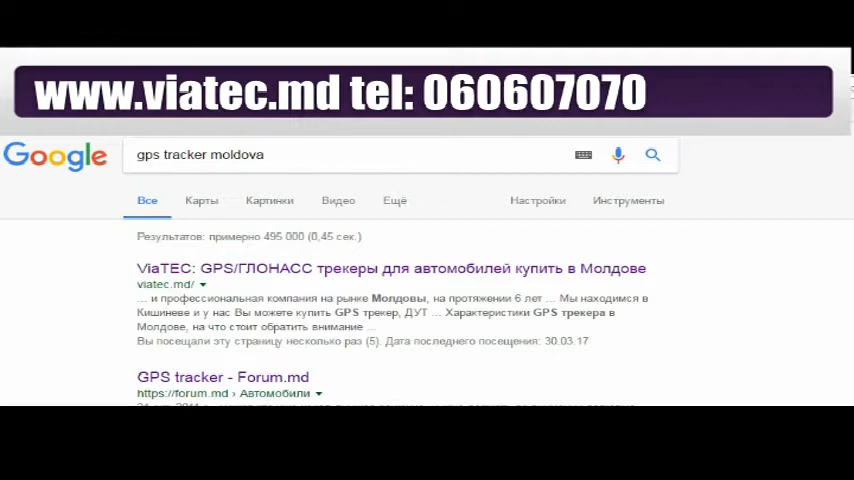 www.viatec.md tel: 060607070
Google
gps tracker moldova
Все Карты Картинки Видео Ещё Настройки Инструменты
Результатов: примерно 495 000 (0,45 сек.)
ViaTEC: GPS/ГЛОНАСС трекеры для автомобилей купить в Молдове
viatec.md/
... и профессиональная компания на рынке Молдовы, на протяжении 6 лет ... Мы находимся в
Кишиневе и у нас Вы можете купить GPS трекер, ДУТ ... Характеристики GPS трекера в
Молдове, на что стоит обратить внимание ...
Вы посещали эту страницу несколько раз (5). Дата последнего посещения: 30.03.17
GPS tracker - Forum.md
https://forum.md › Автомобили